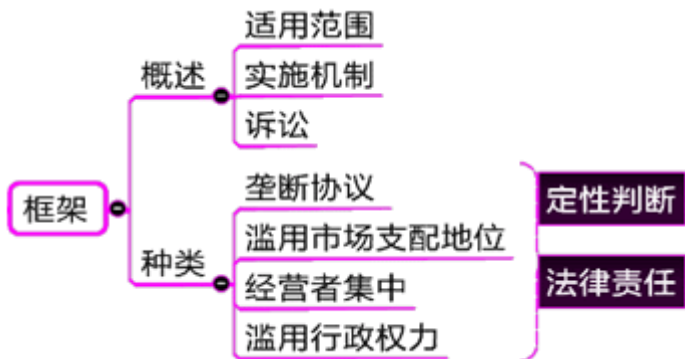 框架
概述
适用范围
实施机制
诉讼
种类
垄断协议
滥用市场支配地位
经营者集中
滥用行政权力
定性判断
法律责任